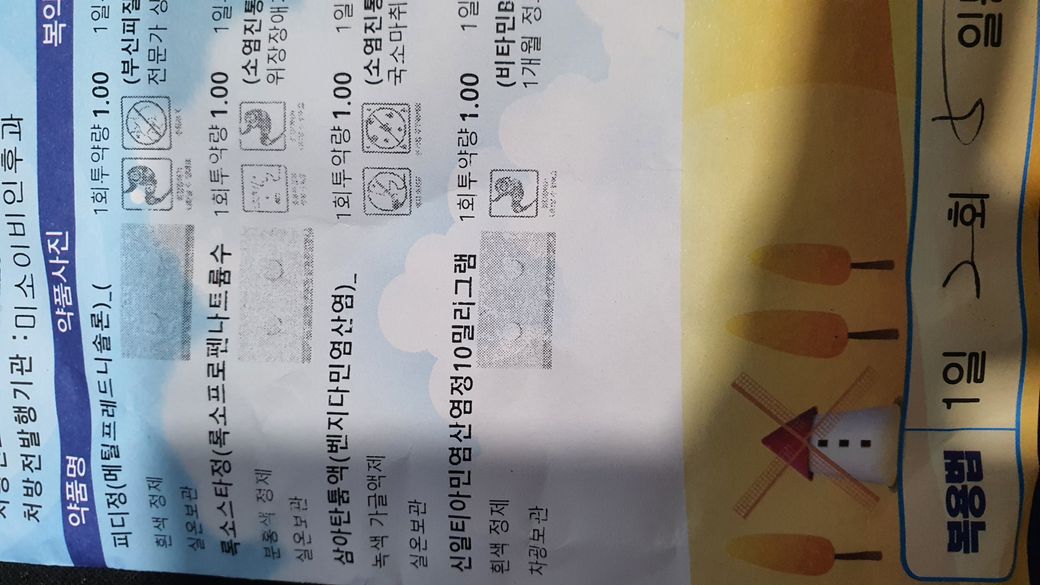 처방전발행기관 : 미소이비인후과
약품명 약품사진 복약
피디정(메틸프레드니솔론)_( 1회투약량 1.00 1일
흰색 정제 (부신피질
실온보관 전문가
록소스타정(록소프로펜나트륨수 1회투약량 1.00 1일
분홍색 정제 (소염진통
실온보관 위장장애
삼아탄툼액(벤지다민염산염)_ 1회투약량 1.00 1일
녹색 가글액제 (소염진통
실온보관 국소마취
신일티아민염산염정10밀리그램 1회투약량 1.00 1일
흰색 정제 (비타민B
차광보관 1개월
복용법 1일 2회 5 일분